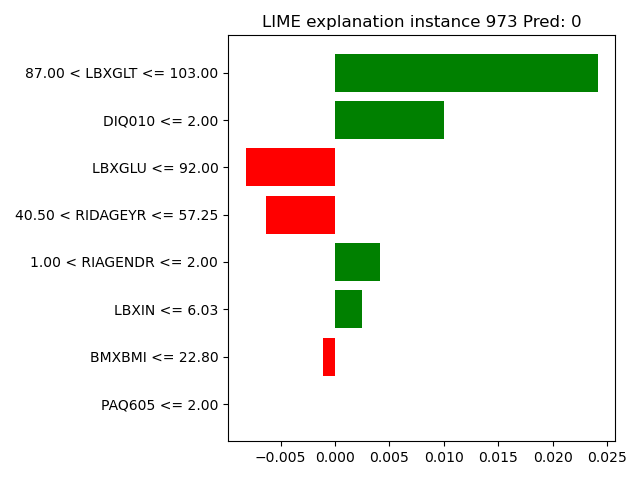 LIME explanation instance 973 Pred: 0
87.00 < LBXGLT <= 103.00
DIQ010 <= 2.00
LBXGLU <= 92.00
40.50 < RIDAGEYR <= 57.25
1.00 < RIAGENDR <= 2.00
LBXIN <= 6.03
BMXBMI <= 22.80
PAQ605 <= 2.00
−0.005 0.000 0.005 0.010 0.015 0.020 0.025